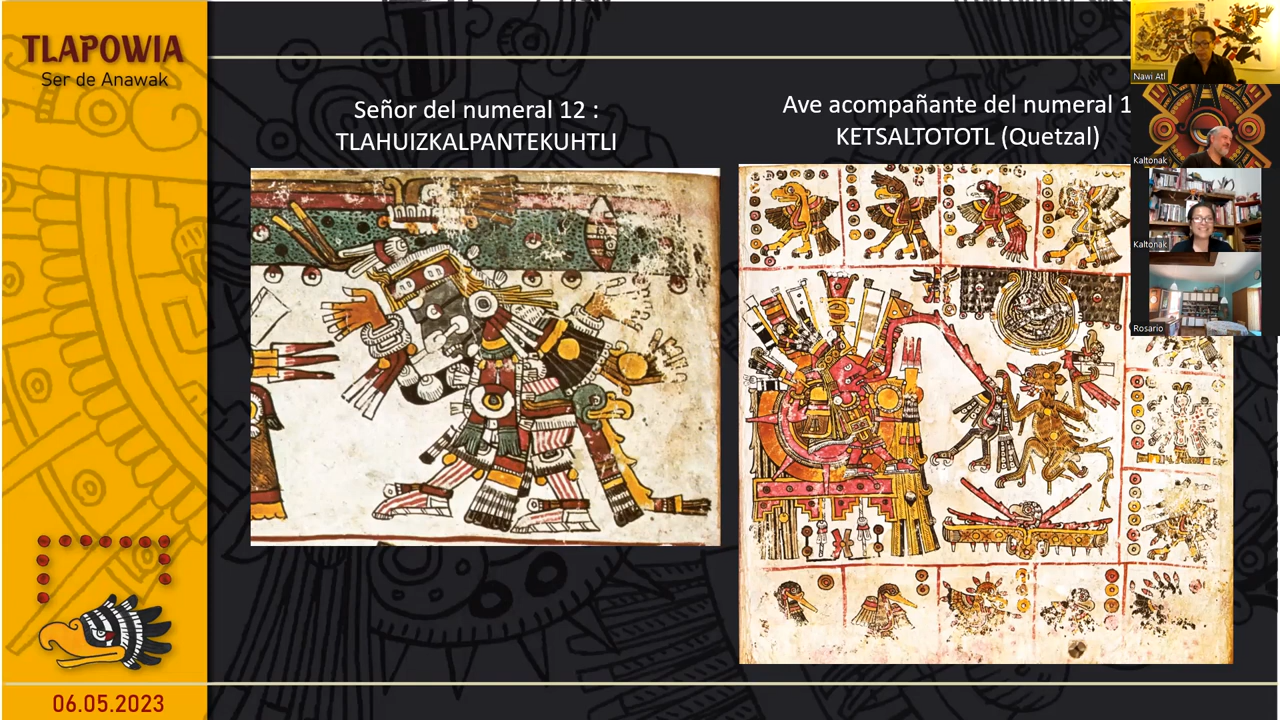 TLAPOWIA
Ser de Anawak
Señor del numeral 12 :
TLAHUIZKALPANTEKUHTLI
Ave acompañante del numeral 1
KETSALTOTOTL (Quetzal)
Nawi Atl
Kaltonak
Kaltonak
Rosario
06.05.2023